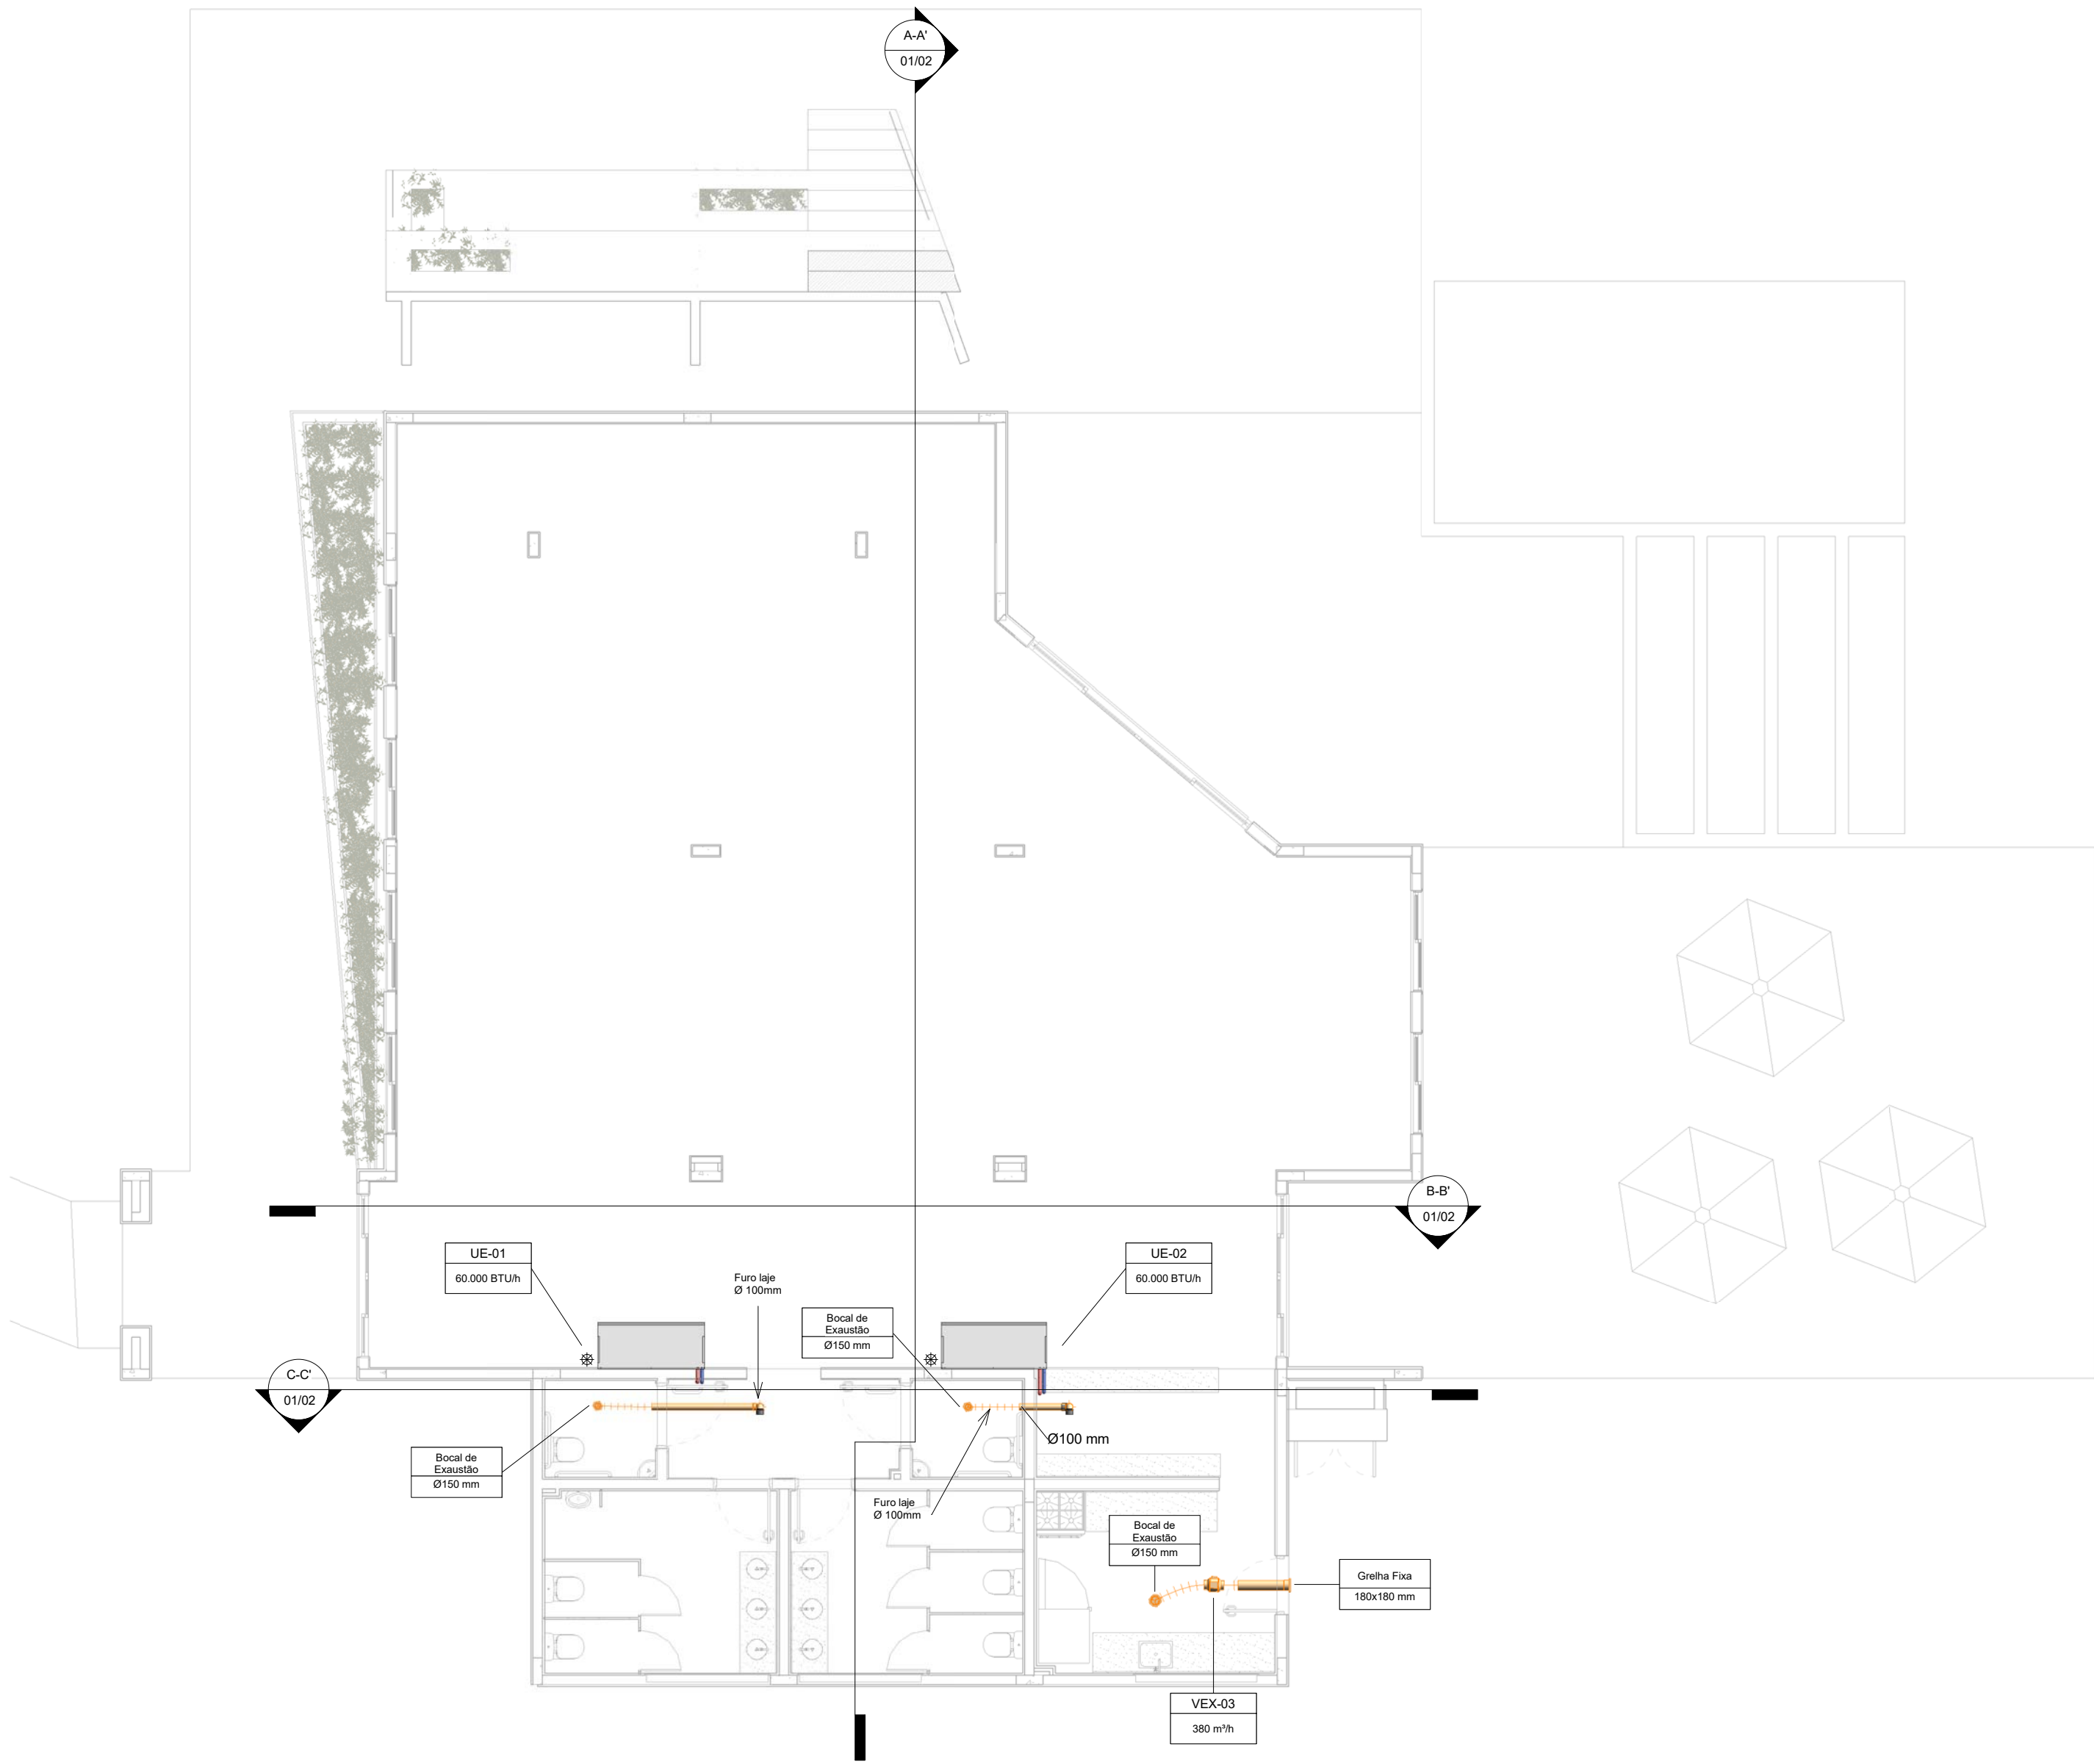 A-A'
01/02
B-B'
01/02
UE-01
60.000 BTU/h
UE-02
60.000 BTU/h
Furo laje
Ø 100mm
Bocal de
Exaustão
Ø150 mm
C-C'
01/02
Ø100 mm
Bocal de
Exaustão
Ø150 mm
Furo laje
Ø 100mm
Bocal de
Exaustão
Ø150 mm
Grelha Fixa
180x180 mm
VEX-03
380 m³/h